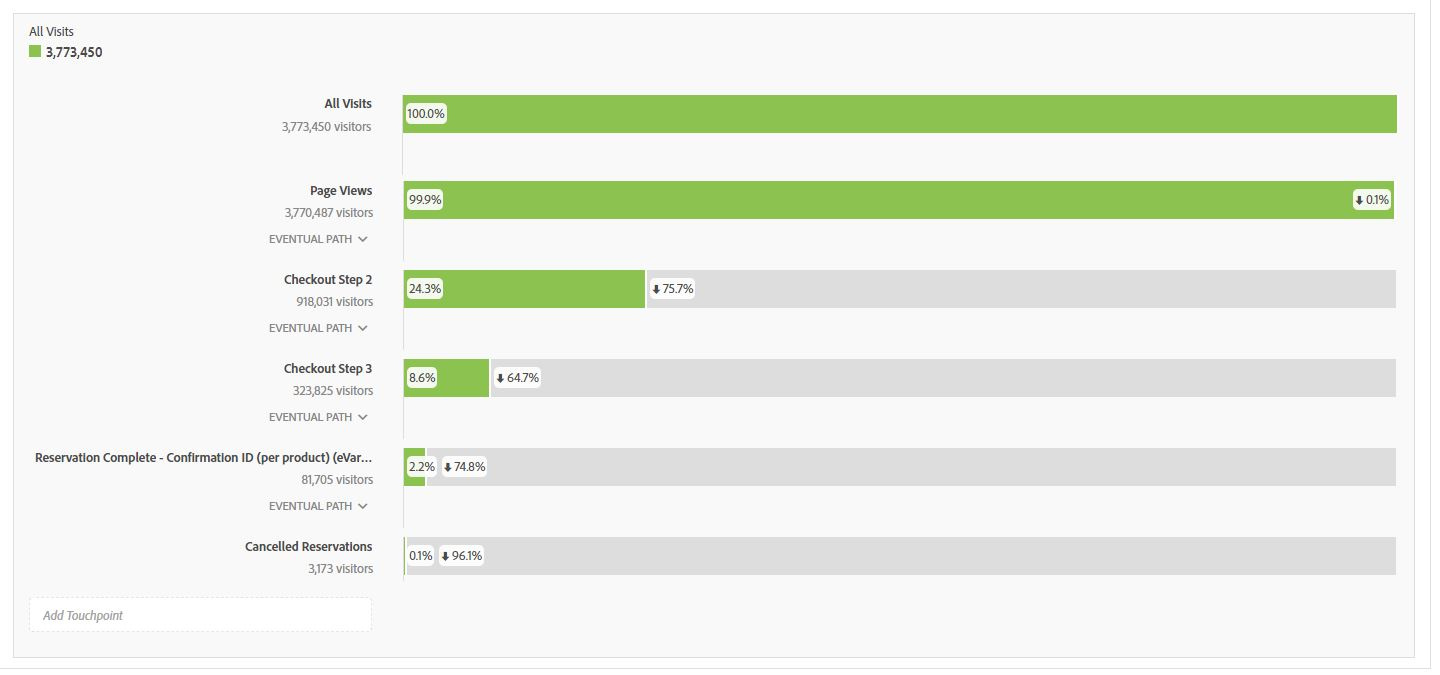 All Visits
3,773,450
All Visits
100.0%
3,773,450 visitors
Page Views
99.9%
0.1%
3,770,487 visitors
EVENTUAL PATH
Checkout Step 2
24.3%
75.7%
918,031 visitors
EVENTUAL PATH
Checkout Step 3
8.6%
64.7%
323,825 visitors
EVENTUAL PATH
Reservation Complete - Confirmation ID (per product) (eVar...
2.2%
74.8%
81,705 visitors
EVENTUAL PATH
Cancelled Reservations
0.1%
96.1%
3,173 visitors
Add Touchpoint